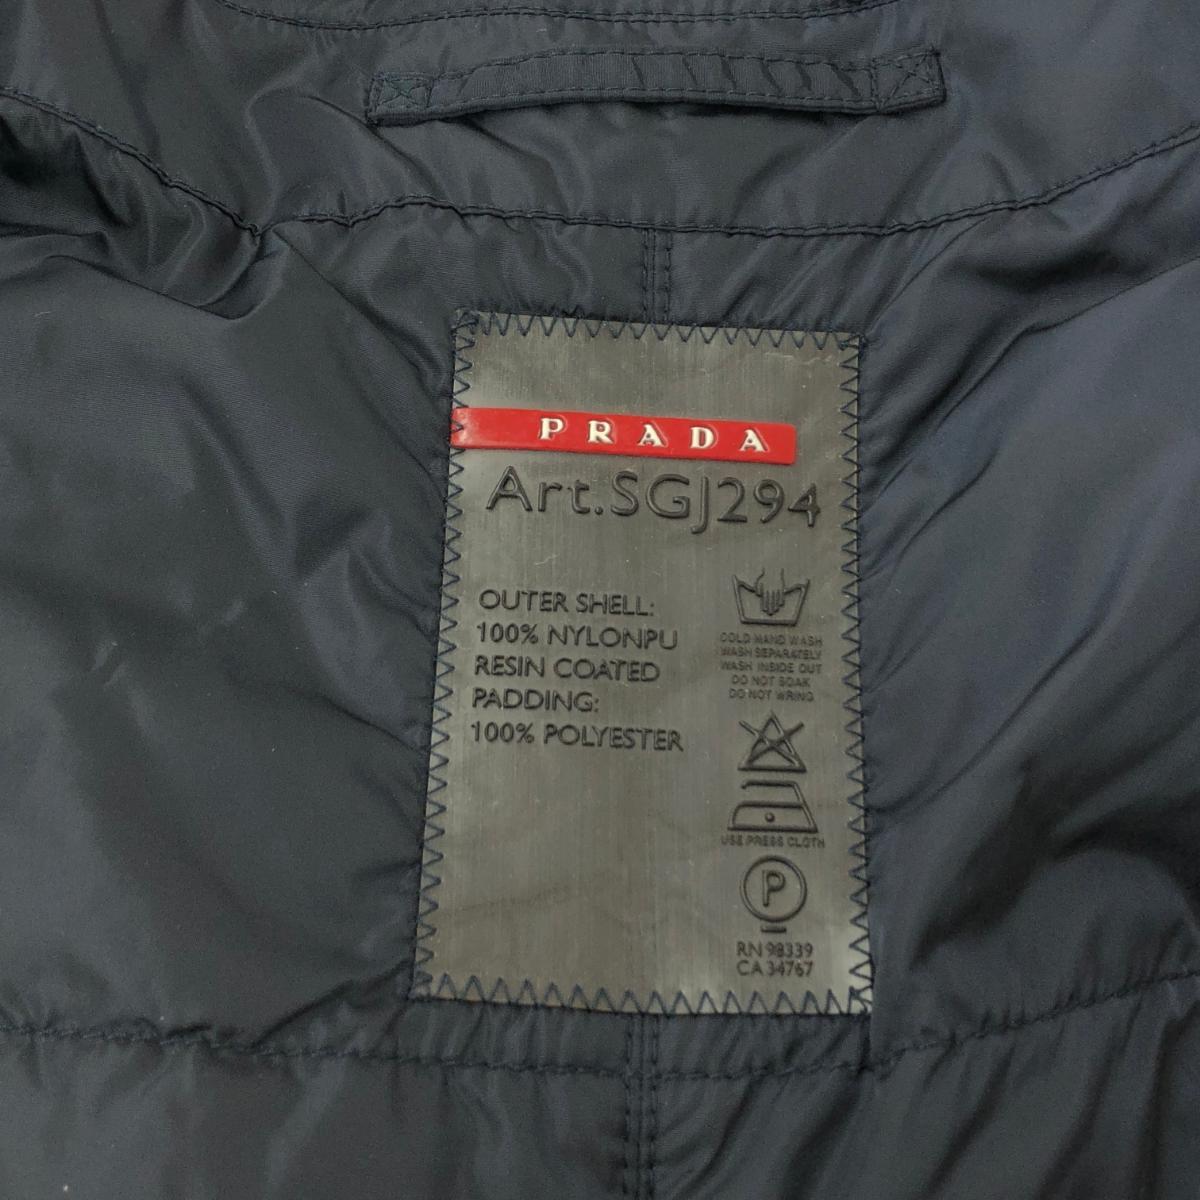 PRADA
Art.SGJ294
OUTER SHELL:
100% NYLONPU
RESIN COATED
PADDING:
100% POLYESTER
COLD HAND WASH
WASH SEPARATELY
WASH INSIDE OUT
DO NOT SOAK
DO NOT WRING
USE PRESS CLOTH
P
RN 98339
CA 34767